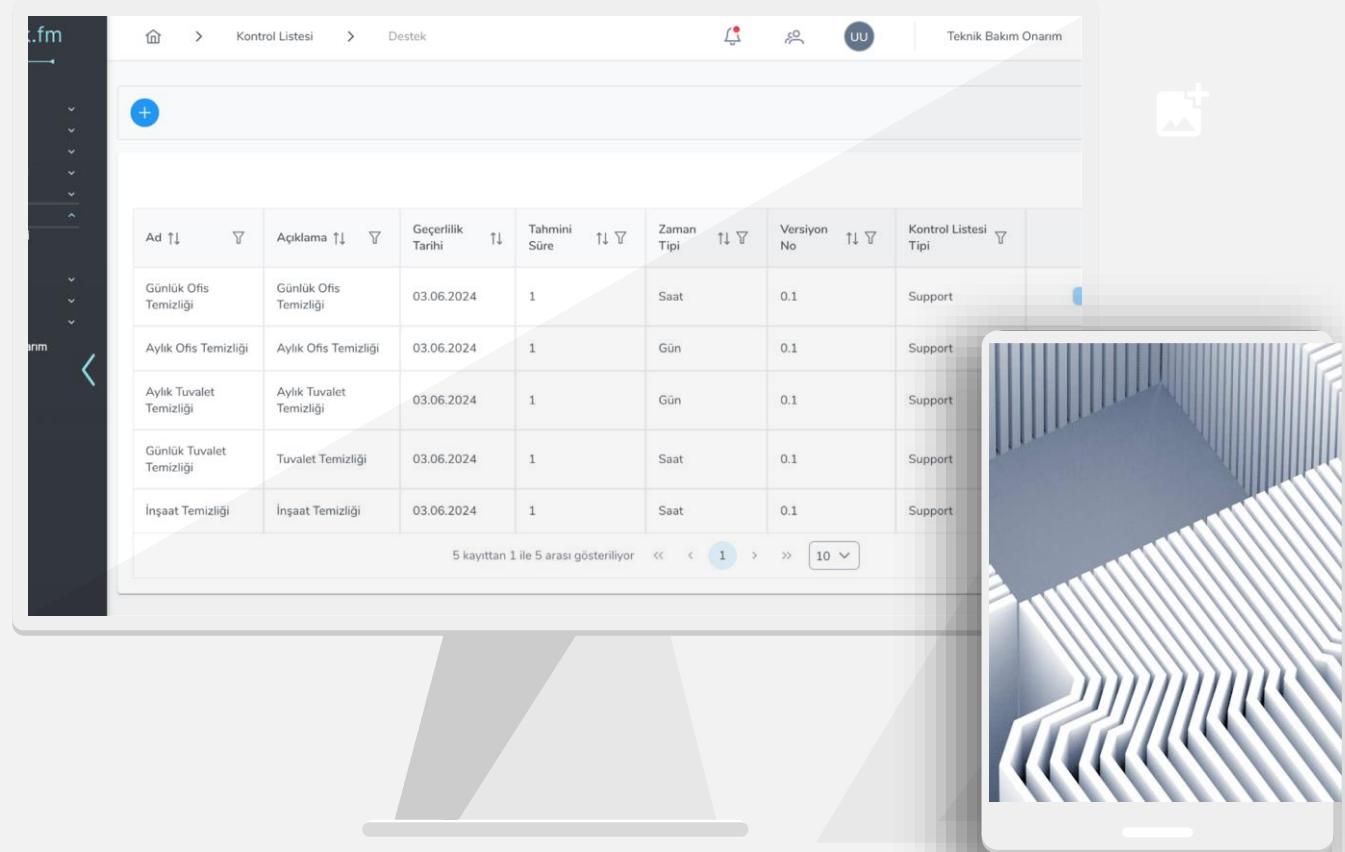 .fm
Kontrol Listesi
Destek
UU
Teknik Bakım Onarım
Ad
Açıklama
Geçerlilik
Tarihi
Tahmini
Süre
Zaman
Tipi
Versiyon
No
Kontrol Listesi
Tipi
Günlük Ofis
Temizliği
Günlük Ofis
Temizliği
03.06.2024
1
Saat
0.1
Support
Aylık Ofis Temizliği
Aylık Ofis Temizliği
03.06.2024
1
Gün
0.1
Support
Aylık Tuvalet
Temizliği
Aylık Tuvalet
Temizliği
03.06.2024
1
Gün
0.1
Support
Günlük Tuvalet
Temizliği
Tuvalet Temizliği
03.06.2024
1
Saat
0.1
Support
İnşaat Temizliği
İnşaat Temizliği
03.06.2024
1
Saat
0.1
Support
5 kayıttan 1 ile 5 arası gösteriliyor
1
10